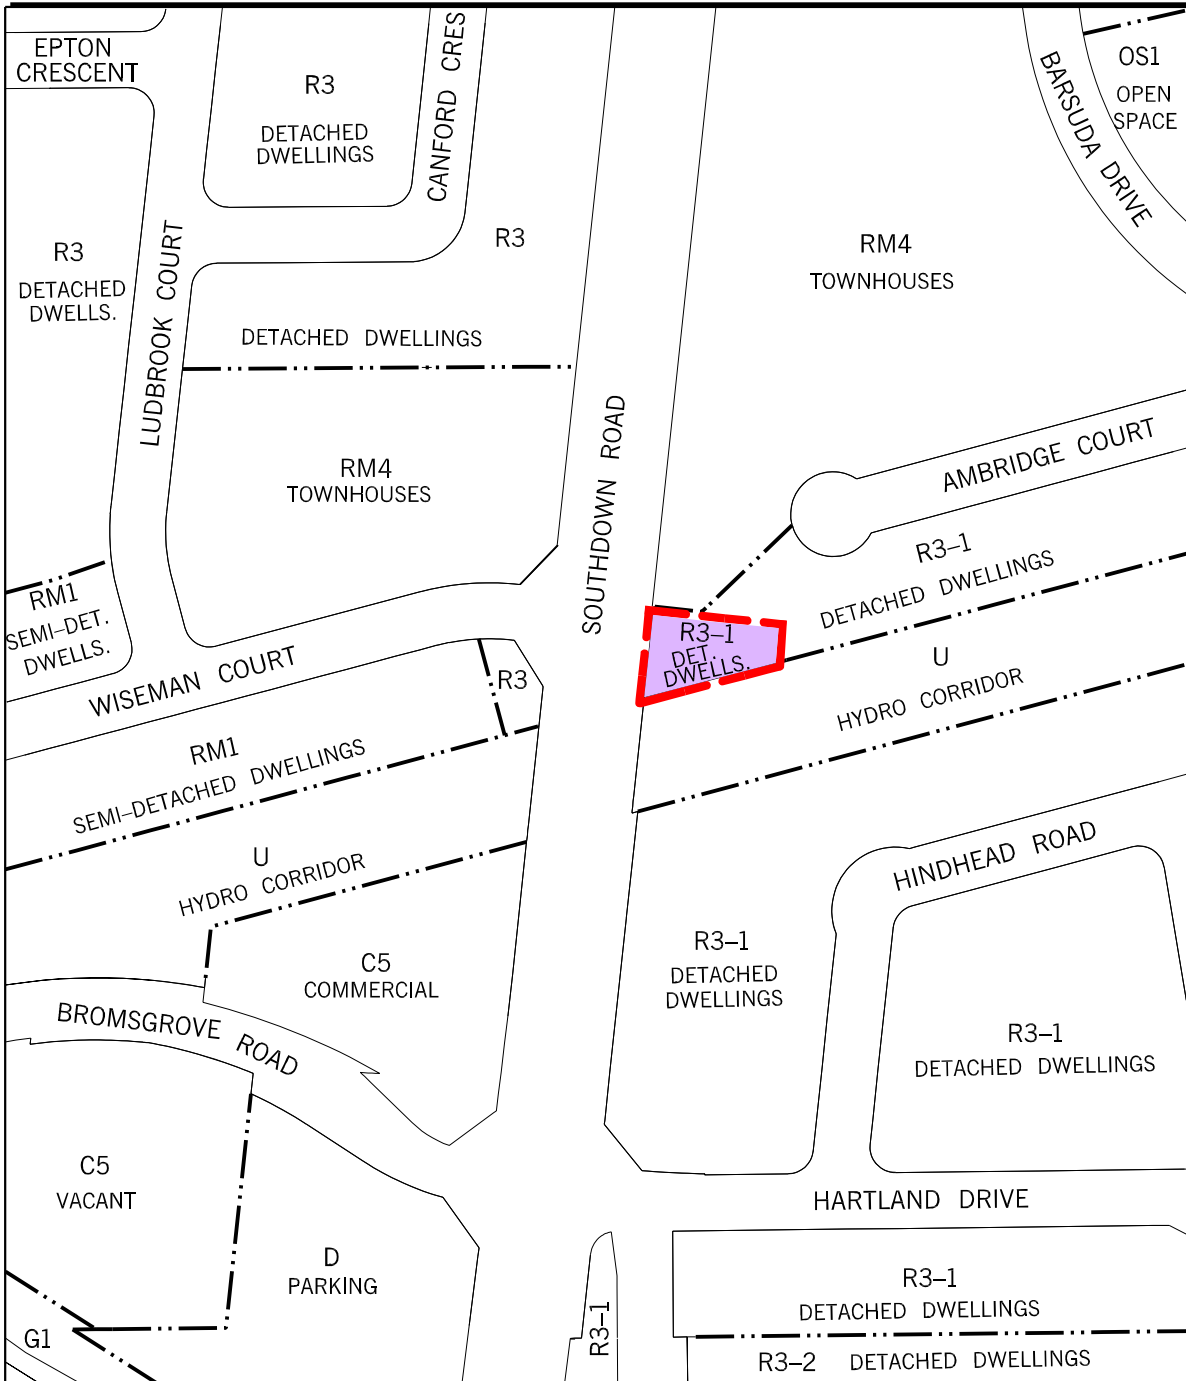 EPTON
CRESCENT
R3
DETACHED
DWELLINGS
CANFORD CRES
BARSUDA DRIVE
OS1
OPEN
SPACE
R3
DETACHED
DWELLS.
LUDBROOK COURT
R3
DETACHED DWELLINGS
RM4
TOWNHOUSES
RM4
TOWNHOUSES
SOUTHDOWN ROAD
AMBRIDGE COURT
R3-1
DETACHED DWELLINGS
RM1
SEMI-DET.
DWELLS.
WISEMAN COURT
R3
R3-1
DET.
DWELLS.
U
HYDRO CORRIDOR
RM1
SEMI-DETACHED DWELLINGS
U
HYDRO CORRIDOR
HINDHEAD ROAD
C5
COMMERCIAL
R3-1
DETACHED
DWELLINGS
BROMSGROVE ROAD
R3-1
DETACHED DWELLINGS
C5
VACANT
HARTLAND DRIVE
D
PARKING
R3-1
R3-1
DETACHED DWELLINGS
G1
R3-2 DETACHED DWELLINGS